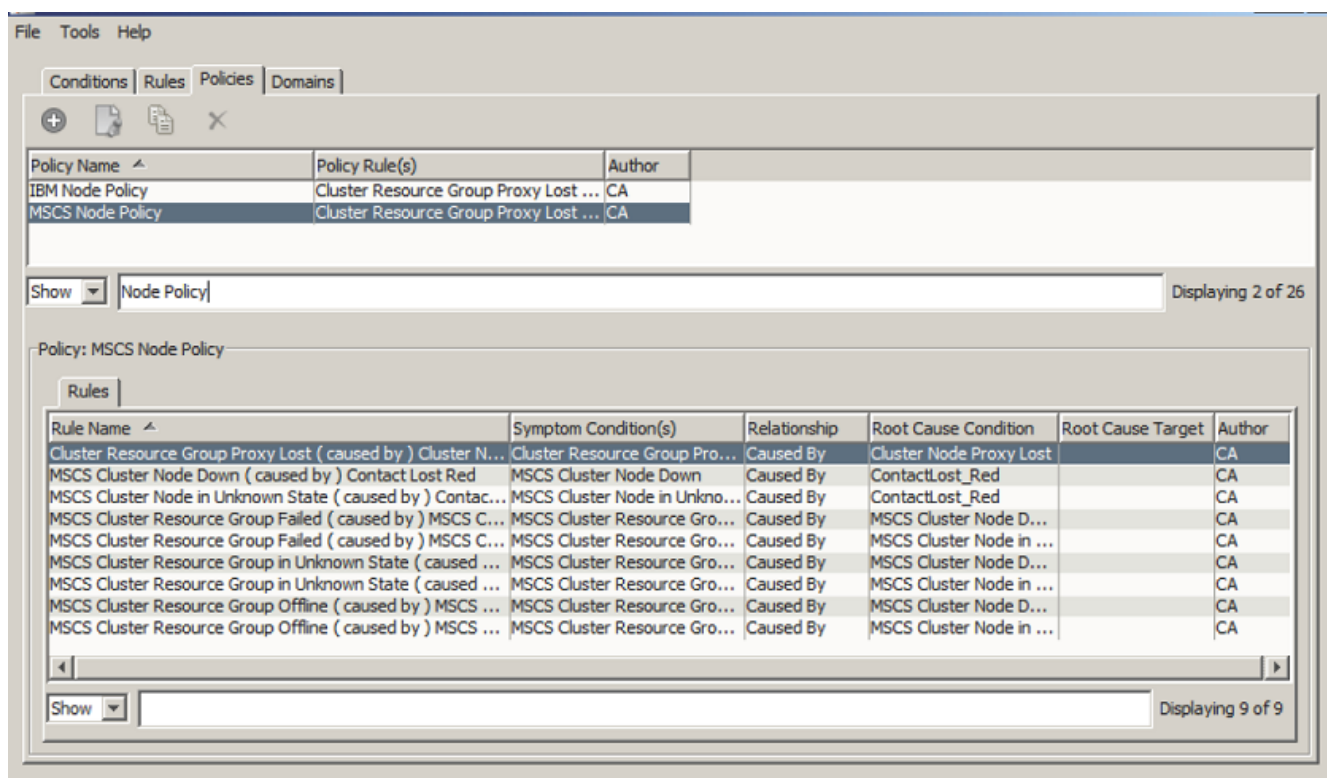 File Tools Help
Conditions Rules Policies Domains
Policy Name Policy Rule(s) Author
IBM Node Policy Cluster Resource Group Proxy Lost ... CA
MSCS Node Policy Cluster Resource Group Proxy Lost ... CA
Show Node Policy Displaying 2 of 26
Policy: MSCS Node Policy
Rules
Rule Name Symptom Condition(s) Relationship Root Cause Condition Root Cause Target Author
Cluster Resource Group Proxy Lost ( caused by ) Cluster N... Cluster Resource Group Pro... Caused By Cluster Node Proxy Lost CA
MSCS Cluster Node Down ( caused by ) Contact Lost Red MSCS Cluster Node Down Caused By ContactLost_Red CA
MSCS Cluster Node in Unknown State ( caused by ) Contac... MSCS Cluster Node in Unkno... Caused By ContactLost_Red CA
MSCS Cluster Resource Group Failed ( caused by ) MSCS C... MSCS Cluster Resource Gro... Caused By MSCS Cluster Node D... CA
MSCS Cluster Resource Group Failed ( caused by ) MSCS C... MSCS Cluster Resource Gro... Caused By MSCS Cluster Node in ... CA
MSCS Cluster Resource Group in Unknown State ( caused ... MSCS Cluster Resource Gro... Caused By MSCS Cluster Node D... CA
MSCS Cluster Resource Group in Unknown State ( caused ... MSCS Cluster Resource Gro... Caused By MSCS Cluster Node in ... CA
MSCS Cluster Resource Group Offline ( caused by ) MSCS ... MSCS Cluster Resource Gro... Caused By MSCS Cluster Node D... CA
MSCS Cluster Resource Group Offline ( caused by ) MSCS ... MSCS Cluster Resource Gro... Caused By MSCS Cluster Node in ... CA
Show Displaying 9 of 9